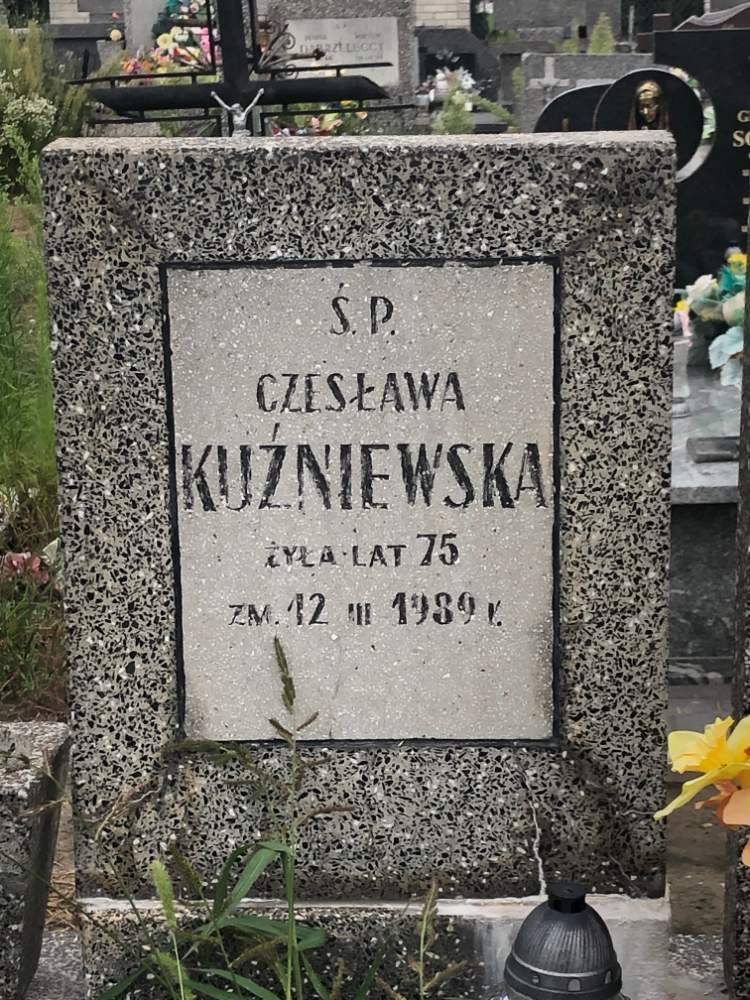 Ś. P.
CZESŁAWA
KUŹNIEWSKA
ŻYŁA LAT 75
ZM. 12 III 1989 R.